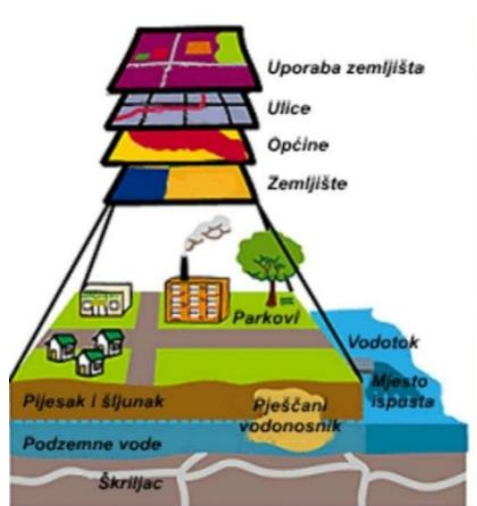 Uporaba zemljišta
Ulice
Općine
Zemljište
Parkovi
Vodotok
Mjesto
ispusta
Pijesak i šljunak
Pješčani
vodonosnik
Podzemne vode
Škriljac